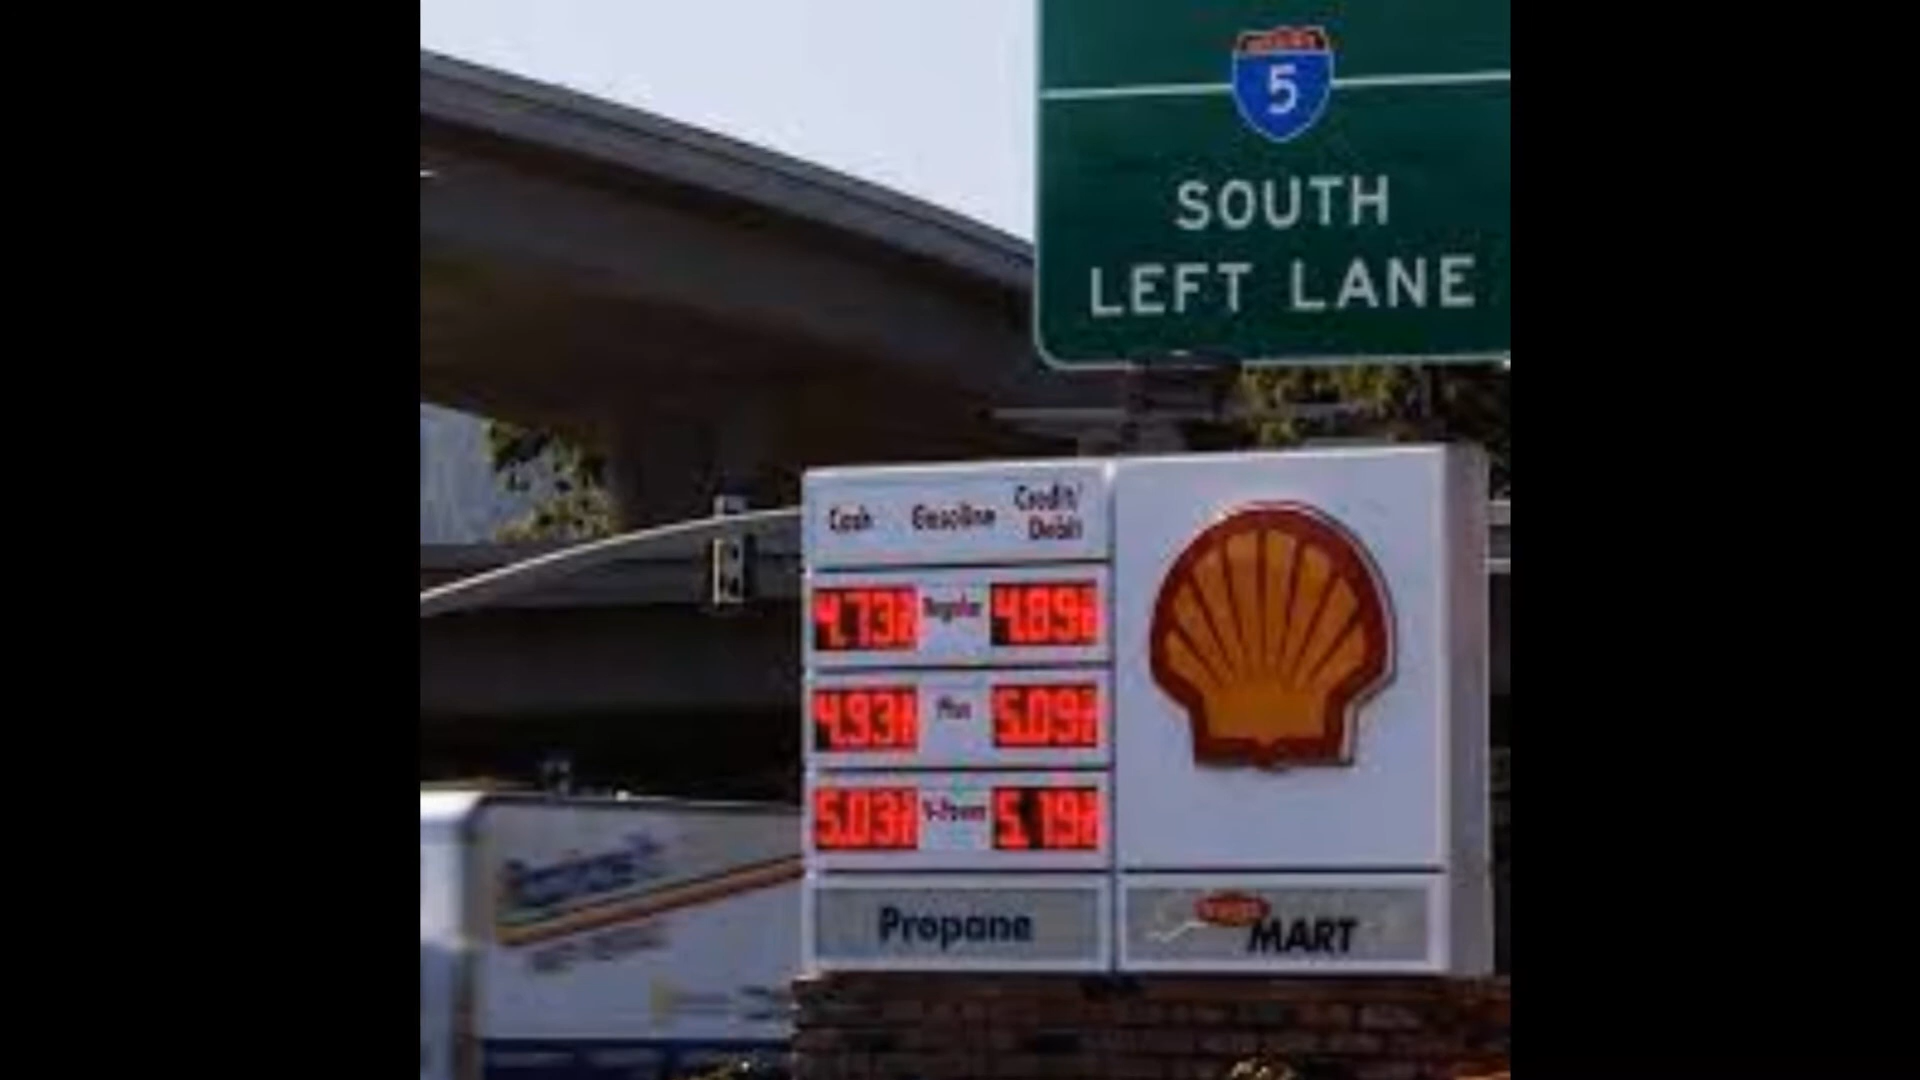 5
SOUTH
LEFT LANE
Cash Gasoline Credit/
Debit
4.73 Regular 4.89
4.93 Plus 5.09
5.03 V-Power 5.19
Propane
MART